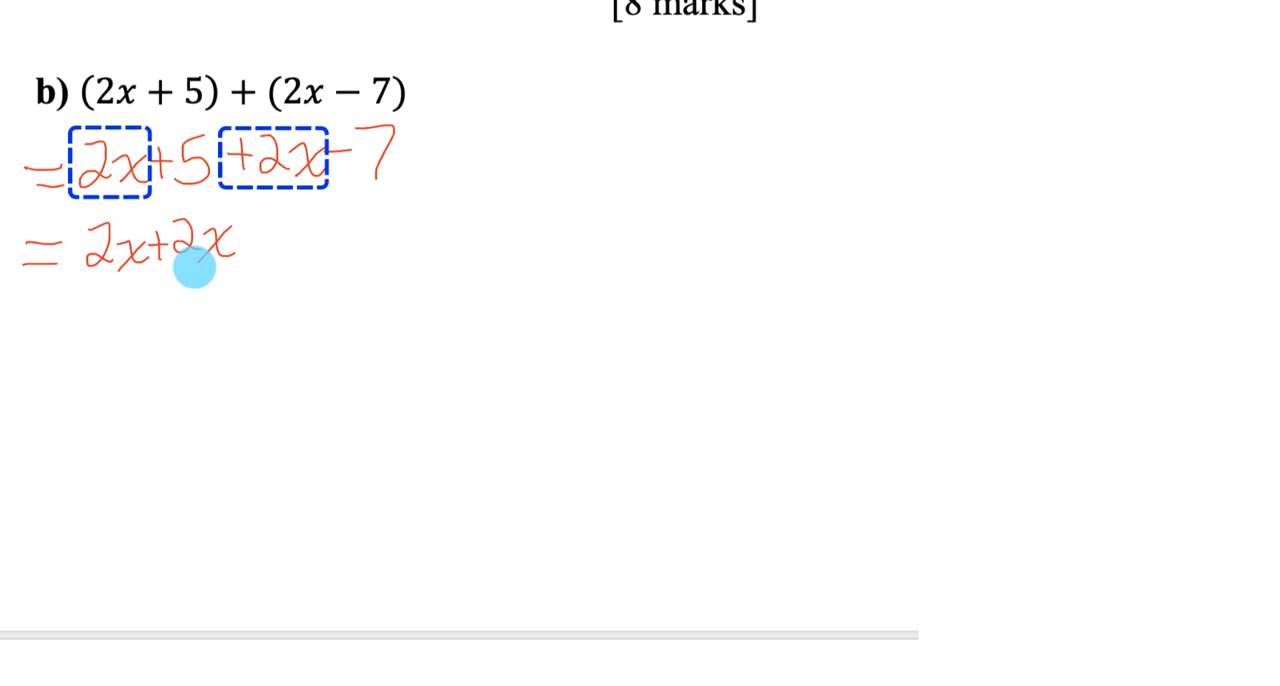 [8 marks]
b) (2x + 5) + (2x − 7)
=2x+5+2x-7
= 2x+2x